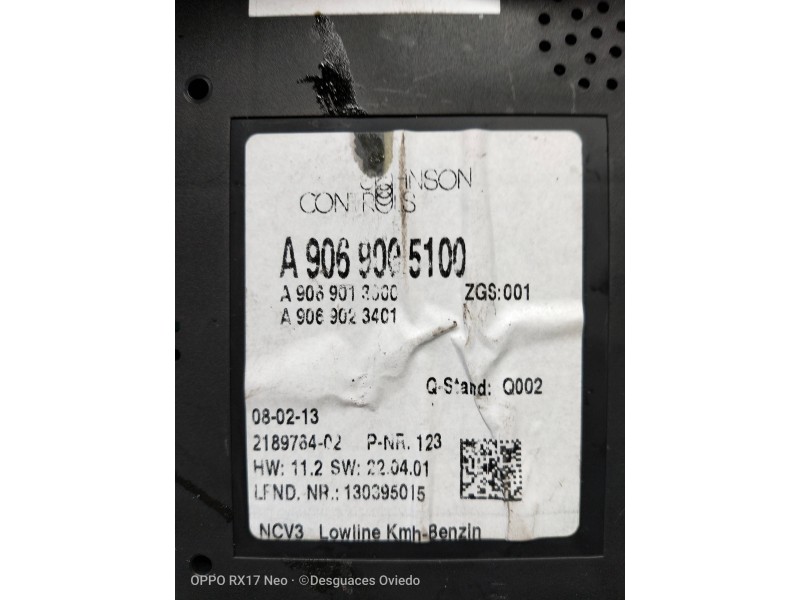 JOHNSON
CONTROLS
A 906 900 5100
A 906 901 3000 ZGS:001
A 906 902 3401
Q-Stand: Q002
08-02-13
2189764-02 P-NR. 123
HW: 11.2 SW: 22.04.01
LFND. NR.: 130395015
NCV3 Lowline Kmh-Benzin
OPPO RX17 Neo · ©Desguaces Oviedo